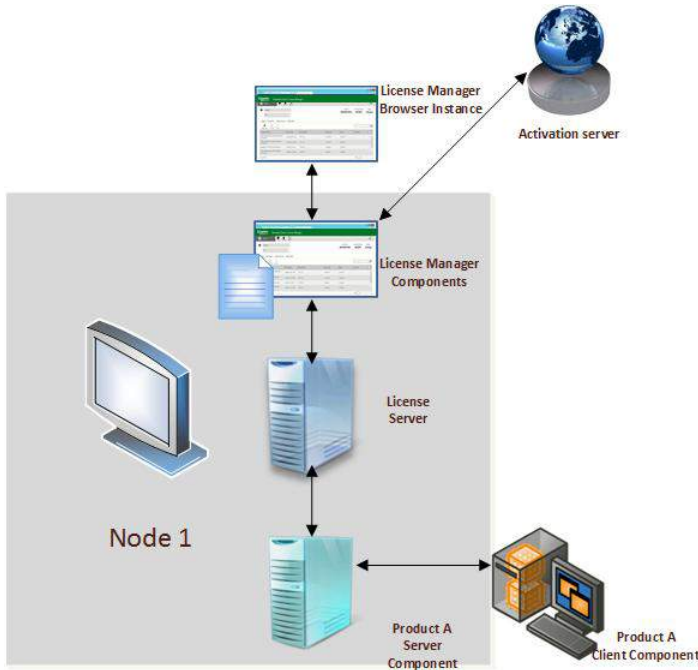 License Manager
Browser Instance
Activation server
License Manager
Components
License
Server
Node 1
Product A
Server
Component
Product A
Client Component